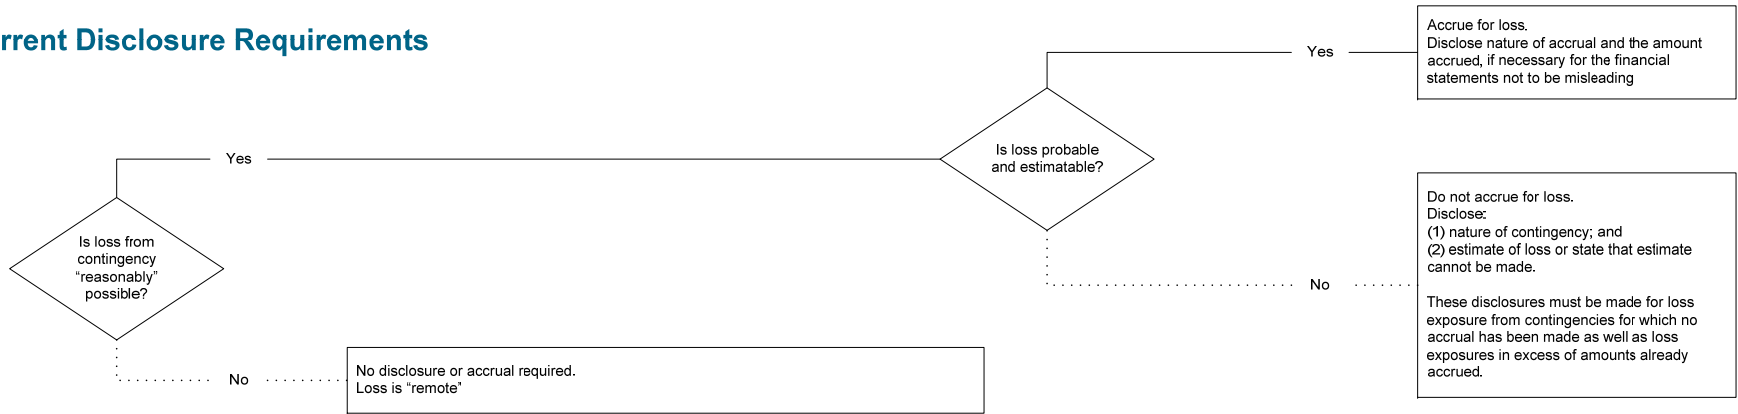 rrent Disclosure Requirements
Accrue for loss.
Disclose nature of accrual and the amount
accrued, if necessary for the financial
statements not to be misleading
Yes
Is loss probable
and estimatable?
Yes
Do not accrue for loss.
Disclose:
(1) nature of contingency; and
(2) estimate of loss or state that estimate
cannot be made.
These disclosures must be made for loss
exposure from contingencies for which no
accrual has been made as well as loss
exposures in excess of amounts already
accrued.
No
Is loss from
contingency
“reasonably”
possible?
No
No disclosure or accrual required.
Loss is “remote”